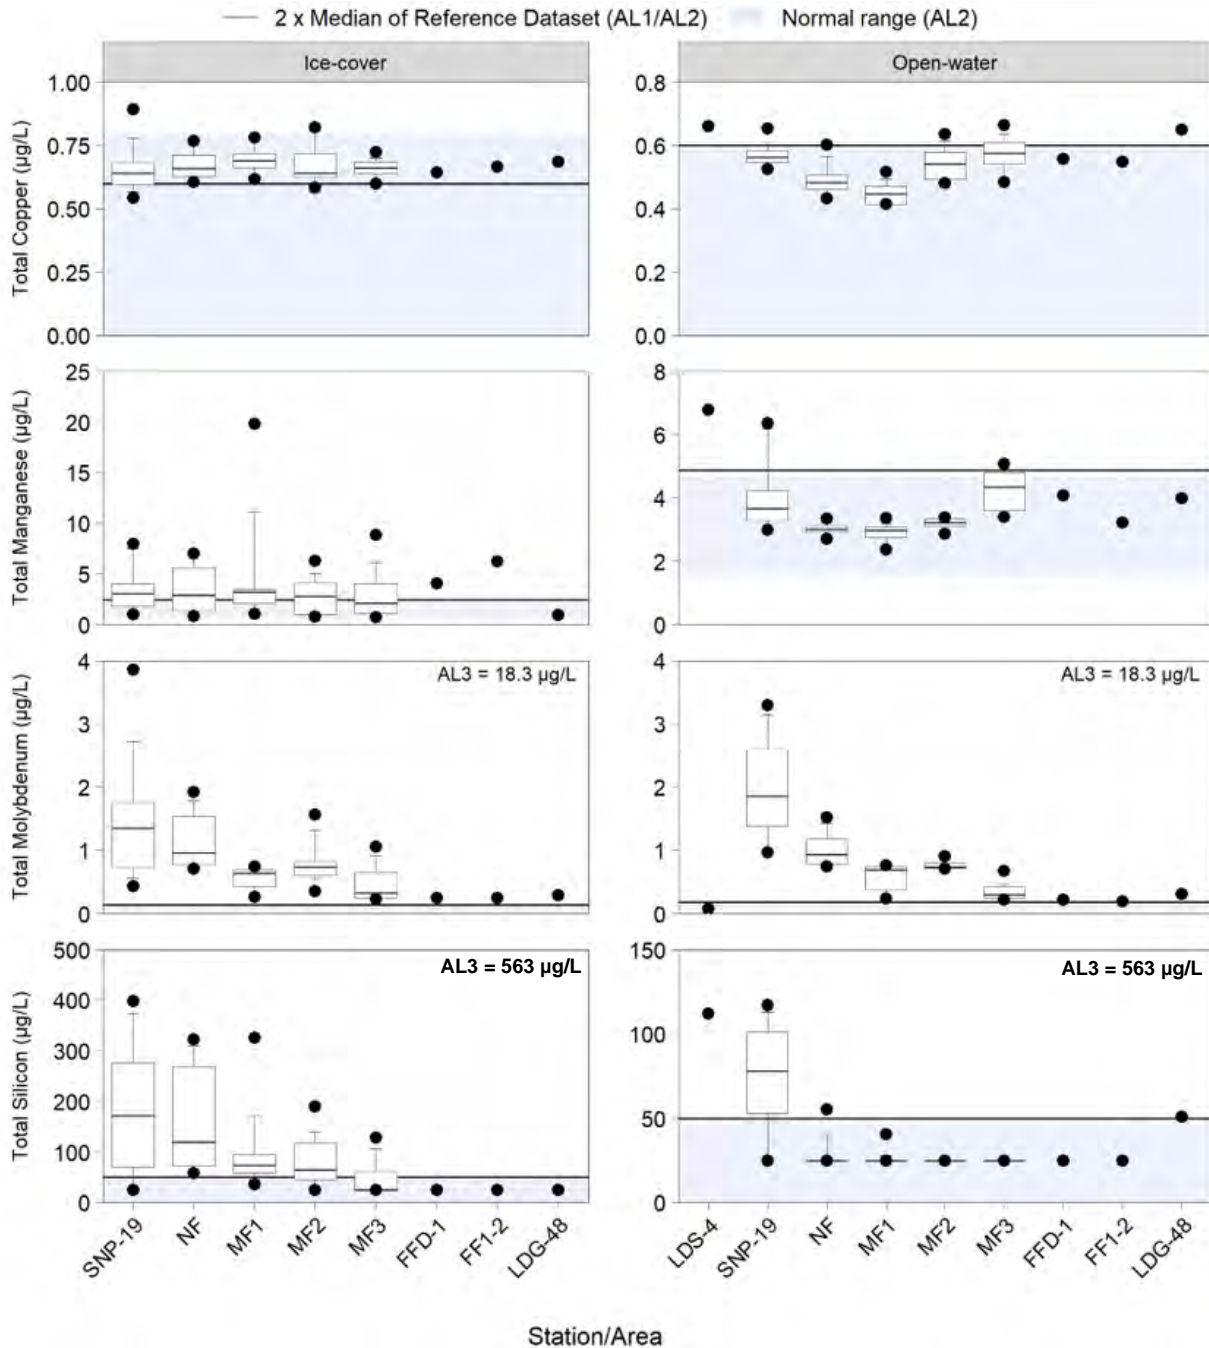 2 x Median of Reference Dataset (AL1/AL2) Normal range (AL2)
Ice-cover
Open-water
Total Copper (µg/L)
1.00
0.75
0.50
0.25
0.00
0.8
0.6
0.4
0.2
0.0
Total Manganese (µg/L)
25
20
15
10
5
0
8
6
4
2
0
Total Molybdenum (µg/L)
4
3
2
1
0
AL3 = 18.3 µg/L
4
3
2
1
0
AL3 = 18.3 µg/L
Total Silicon (µg/L)
500
400
300
200
100
0
AL3 = 563 µg/L
150
100
50
0
AL3 = 563 µg/L
SNP-19
NF
MF1
MF2
MF3
FFD-1
FF1-2
LDG-48
LDS-4
SNP-19
NF
MF1
MF2
MF3
FFD-1
FF1-2
LDG-48
Station/Area